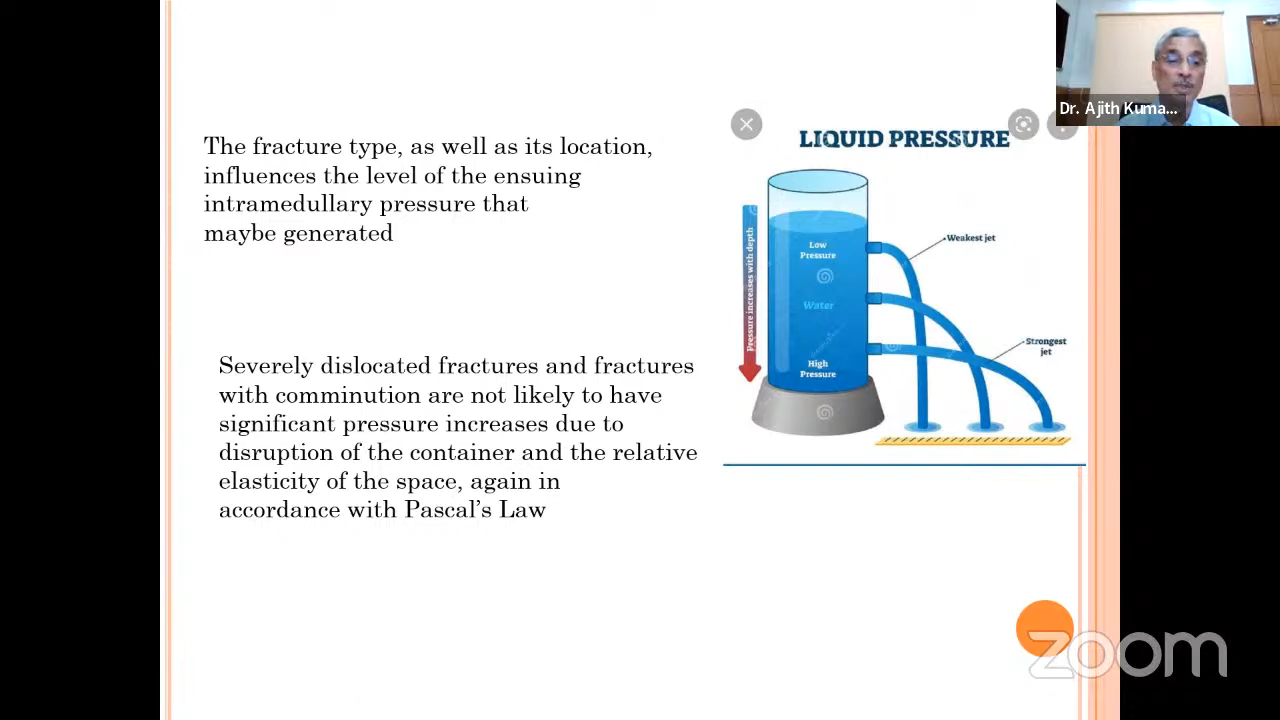 Dr. Ajith Kuma...
The fracture type, as well as its location,
influences the level of the ensuing
intramedullary pressure that
maybe generated
Severely dislocated fractures and fractures
with comminution are not likely to have
significant pressure increases due to
disruption of the container and the relative
elasticity of the space, again in
accordance with Pascal's Law
LIQUID PRESSURE
Pressure increases with depth
Low
Pressure
Water
High
Pressure
Weakest jet
Strongest
jet
zoom